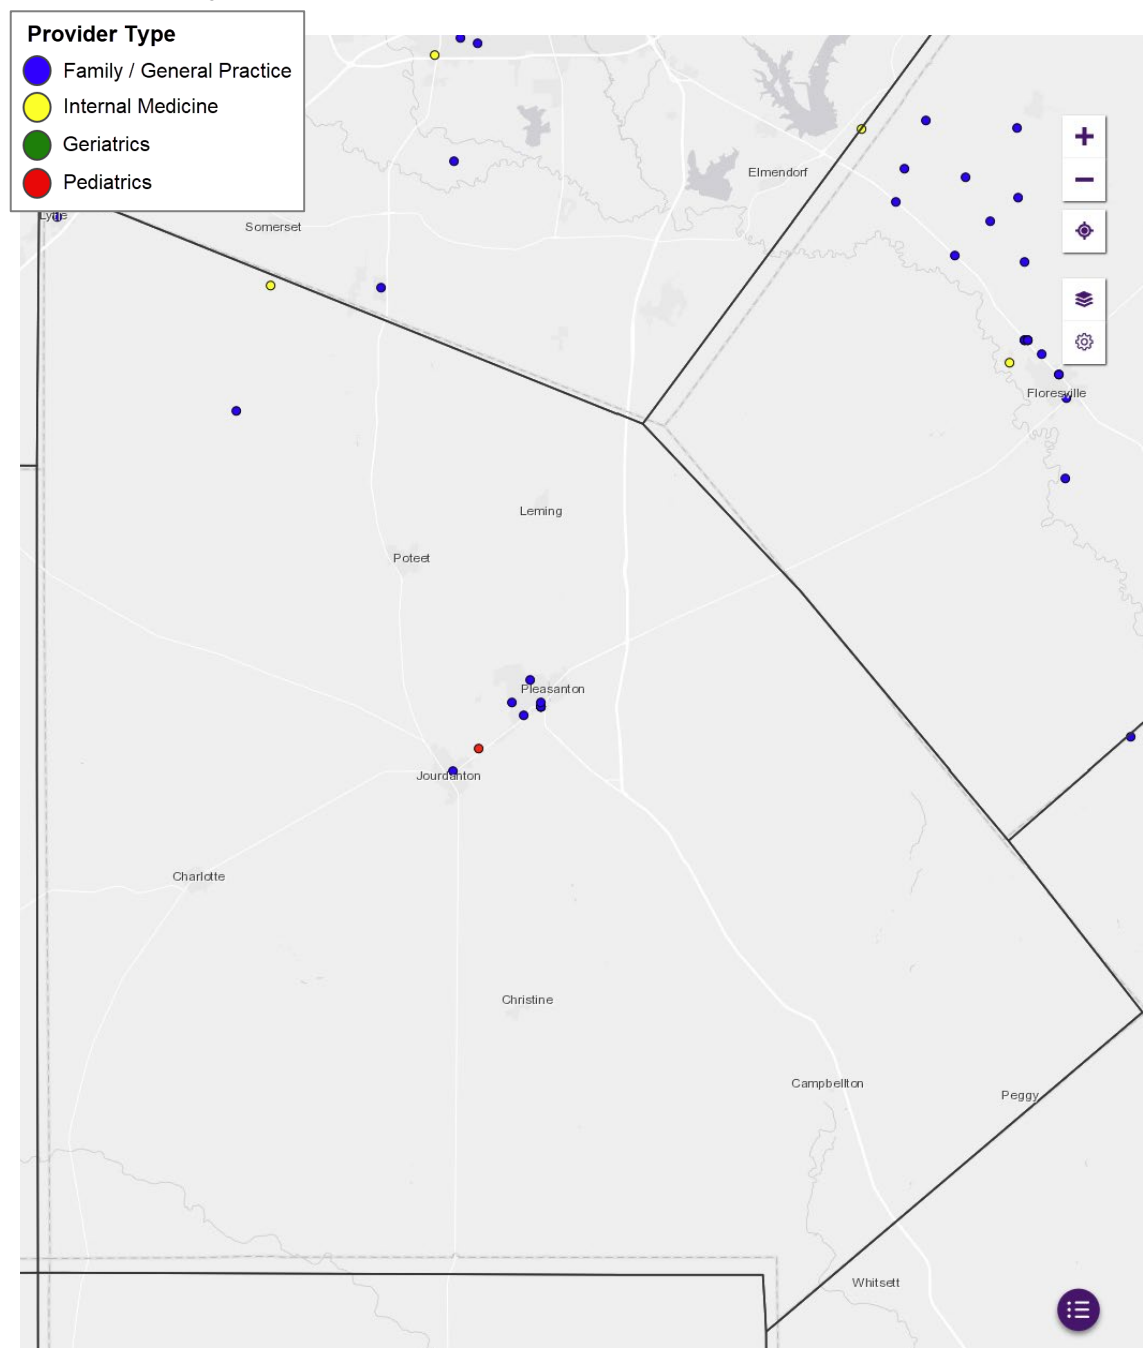 Provider Type
Family / General Practice
Internal Medicine
Geriatrics
Pediatrics
Elmendorf
Lytle
Somerset
Floresville
Leming
Poteet
Pleasanton
Jourdanton
Charlotte
Christine
Campbellton
Peggy
Whitsett